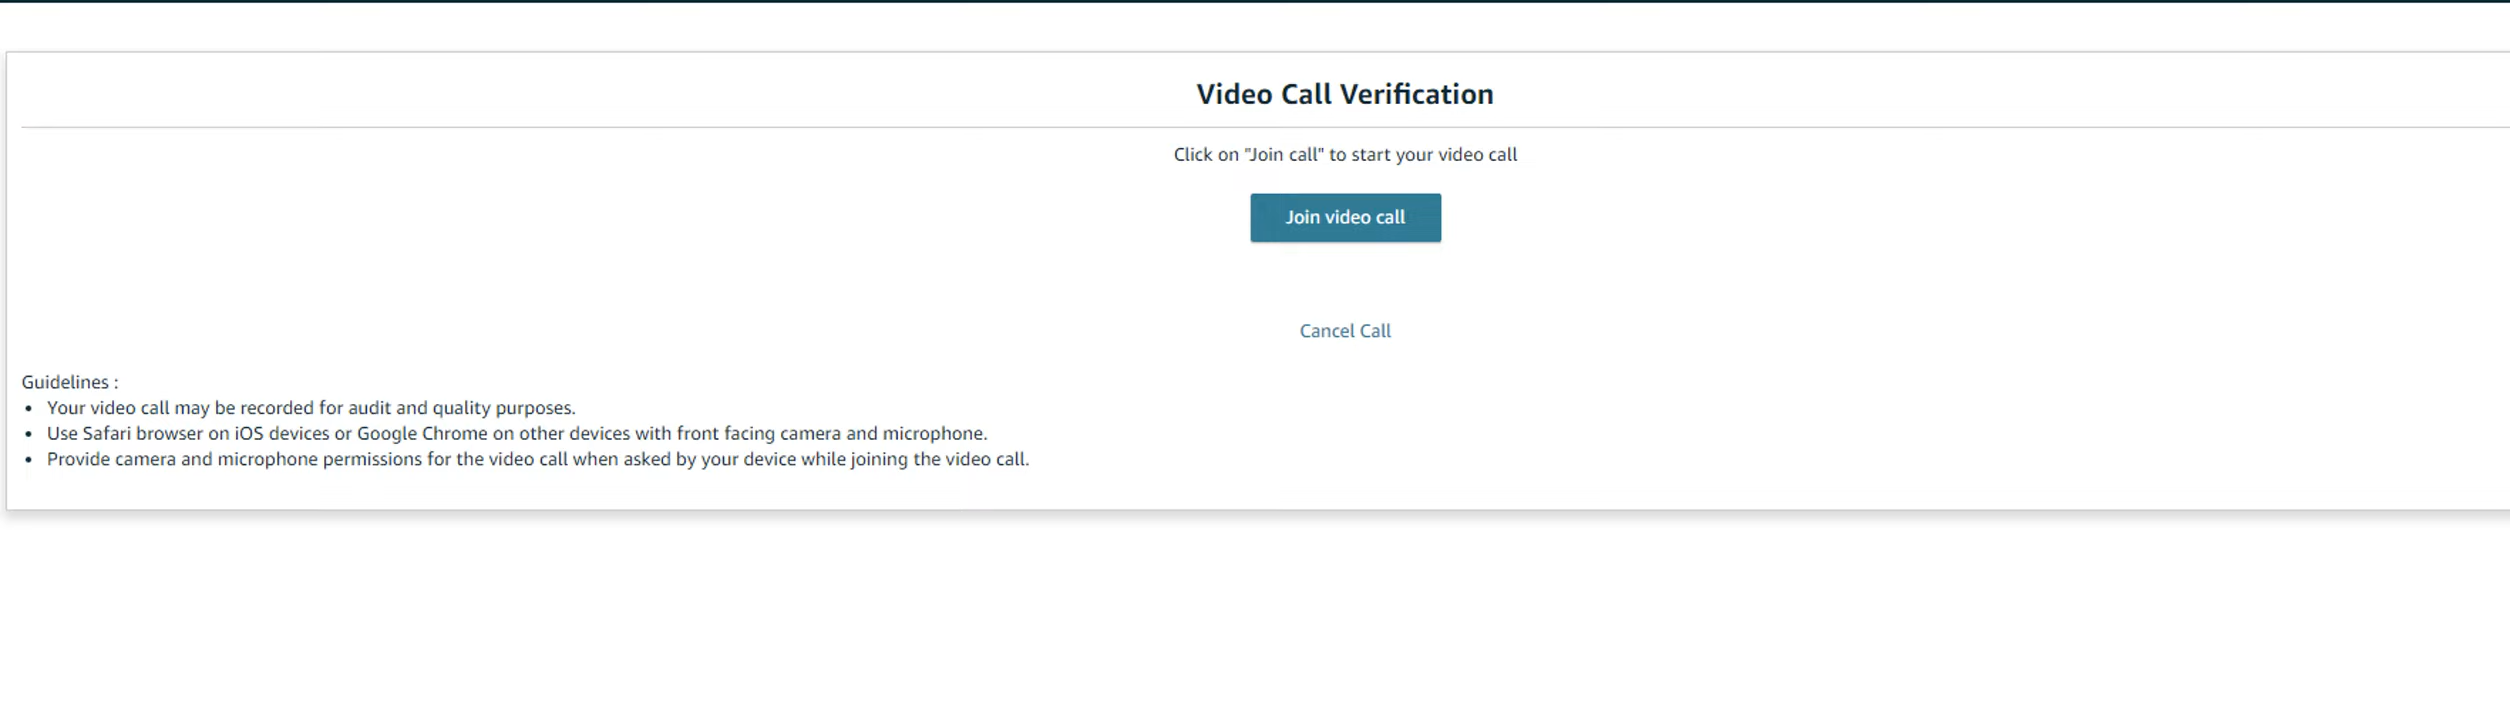 Video Call Verification
Click on "Join call" to start your video call
Join video call
Cancel Call
Guidelines :
• Your video call may be recorded for audit and quality purposes.
• Use Safari browser on iOS devices or Google Chrome on other devices with front facing camera and microphone.
• Provide camera and microphone permissions for the video call when asked by your device while joining the video call.